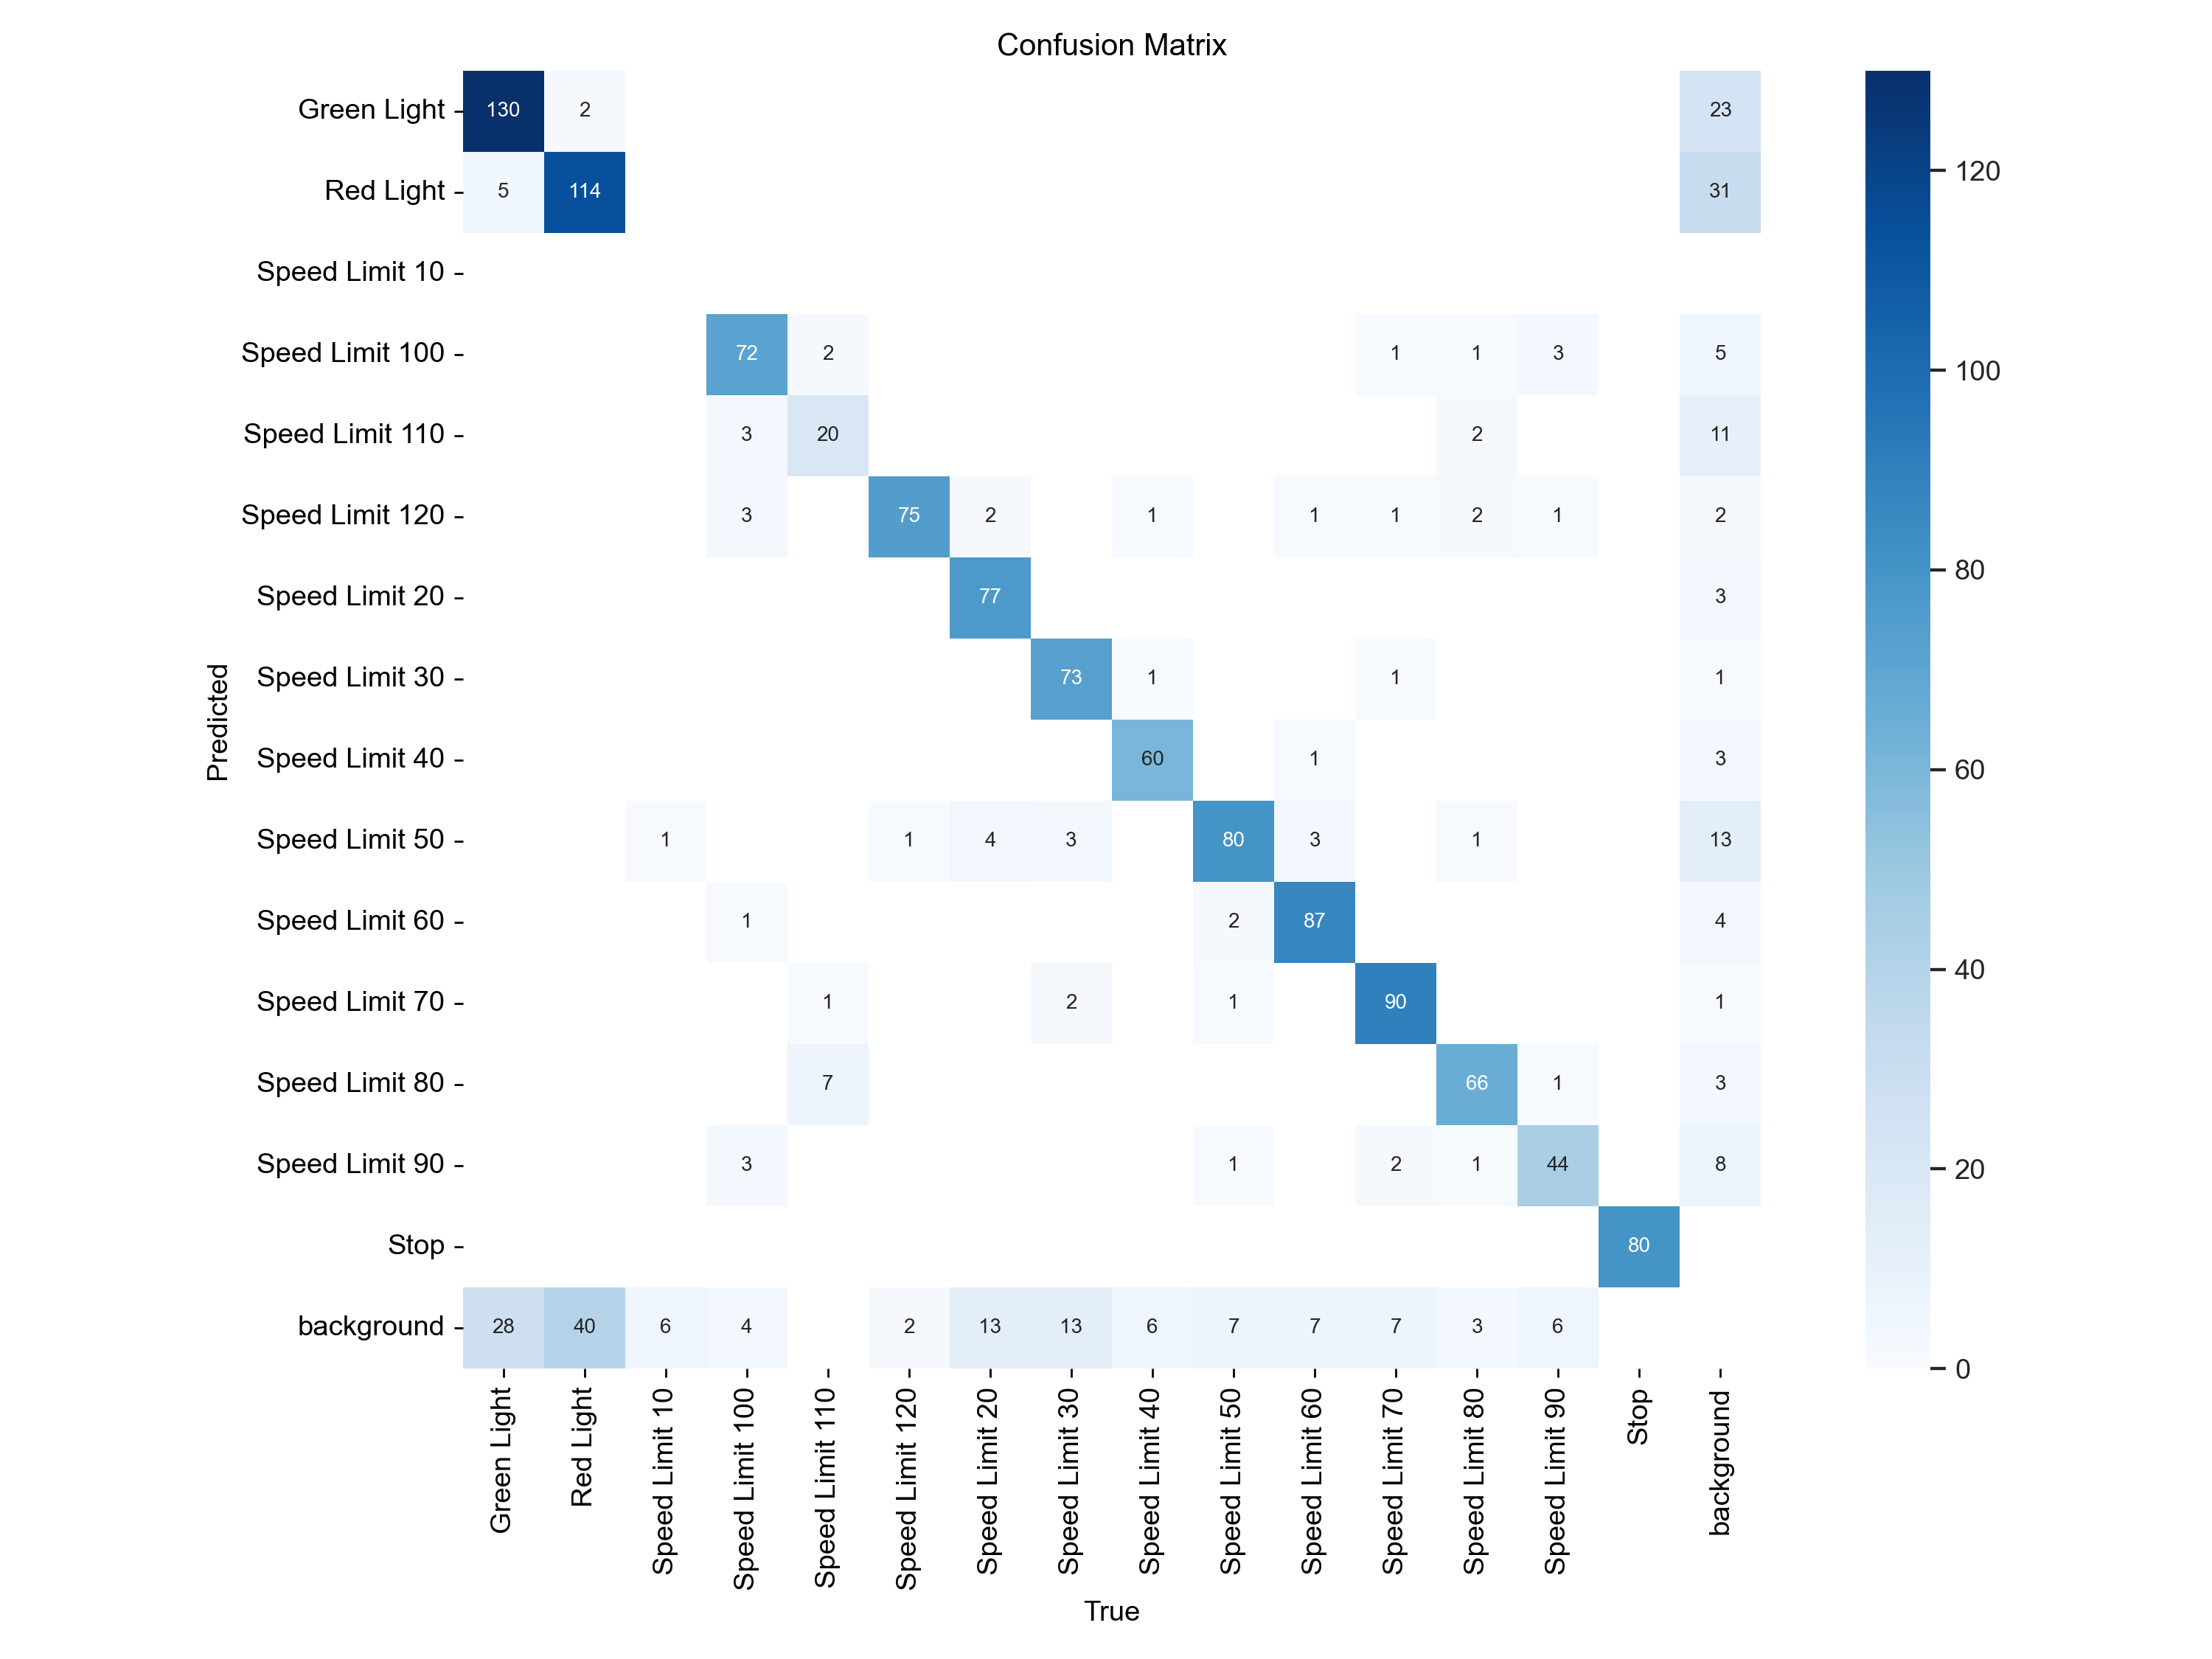 Confusion Matrix
Green Light 130 2 23
Red Light 5 114 31 120
Speed Limit 10
Speed Limit 100 72 2 1 1 3 5 100
Speed Limit 110 3 20 2 11
Speed Limit 120 3 75 2 1 1 1 2 1 2
80
Speed Limit 20 77 3
Predicted
Speed Limit 30 73 1 1 1
Speed Limit 40 60 1 3 60
Speed Limit 50 1 1 4 3 80 3 1 13
Speed Limit 60 1 2 87 4
40
Speed Limit 70 1 2 1 90 1
Speed Limit 80 7 66 1 3
Speed Limit 90 3 1 2 1 44 8 20
Stop 80
background 28 40 6 4 2 13 13 6 7 7 7 3 6
0
Green Light
Red Light
Speed Limit 10
Speed Limit 100
Speed Limit 110
Speed Limit 120
Speed Limit 20
Speed Limit 30
Speed Limit 40
Speed Limit 50
Speed Limit 60
Speed Limit 70
Speed Limit 80
Speed Limit 90
Stop
background
True